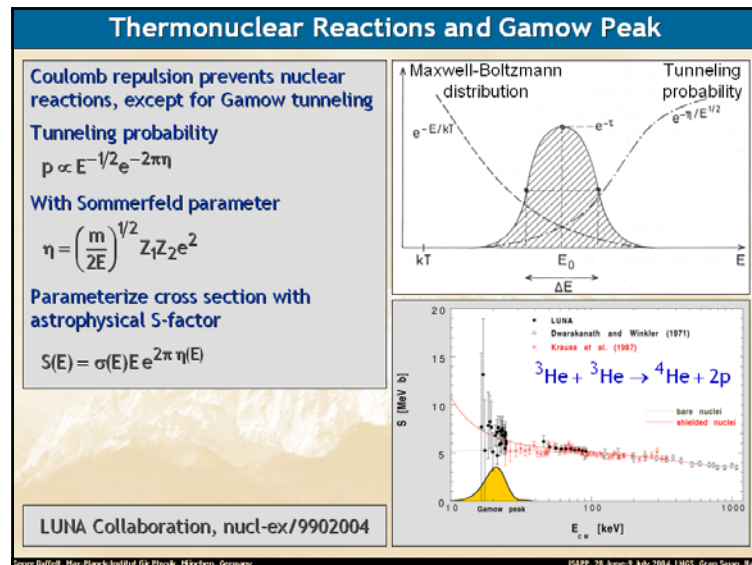 Thermonuclear Reactions and Gamow Peak
Coulomb repulsion prevents nuclear
reactions, except for Gamow tunneling
Tunneling probability
p ∝ E^{-1/2} e^{-2πη}
With Sommerfeld parameter
η = (m/2E)^{1/2} Z₁Z₂e²
Parameterize cross section with
astrophysical S-factor
S(E) = σ(E) E e^{2π η(E)}
LUNA Collaboration, nucl-ex/9902004
Maxwell-Boltzmann
distribution
Tunneling
probability
e^{-E/kT}
e^{-τ}
e^{-η/E^{1/2}}
kT
E₀
E
ΔE
20
15
10
5
0
S [MeV b]
LUNA
Dwarakanath and Winkler (1971)
Krauss et al. (1987)
³He + ³He → ⁴He + 2p
bare nuclei
shielded nuclei
Gamow peak
10
100
1000
E_{CM} [keV]